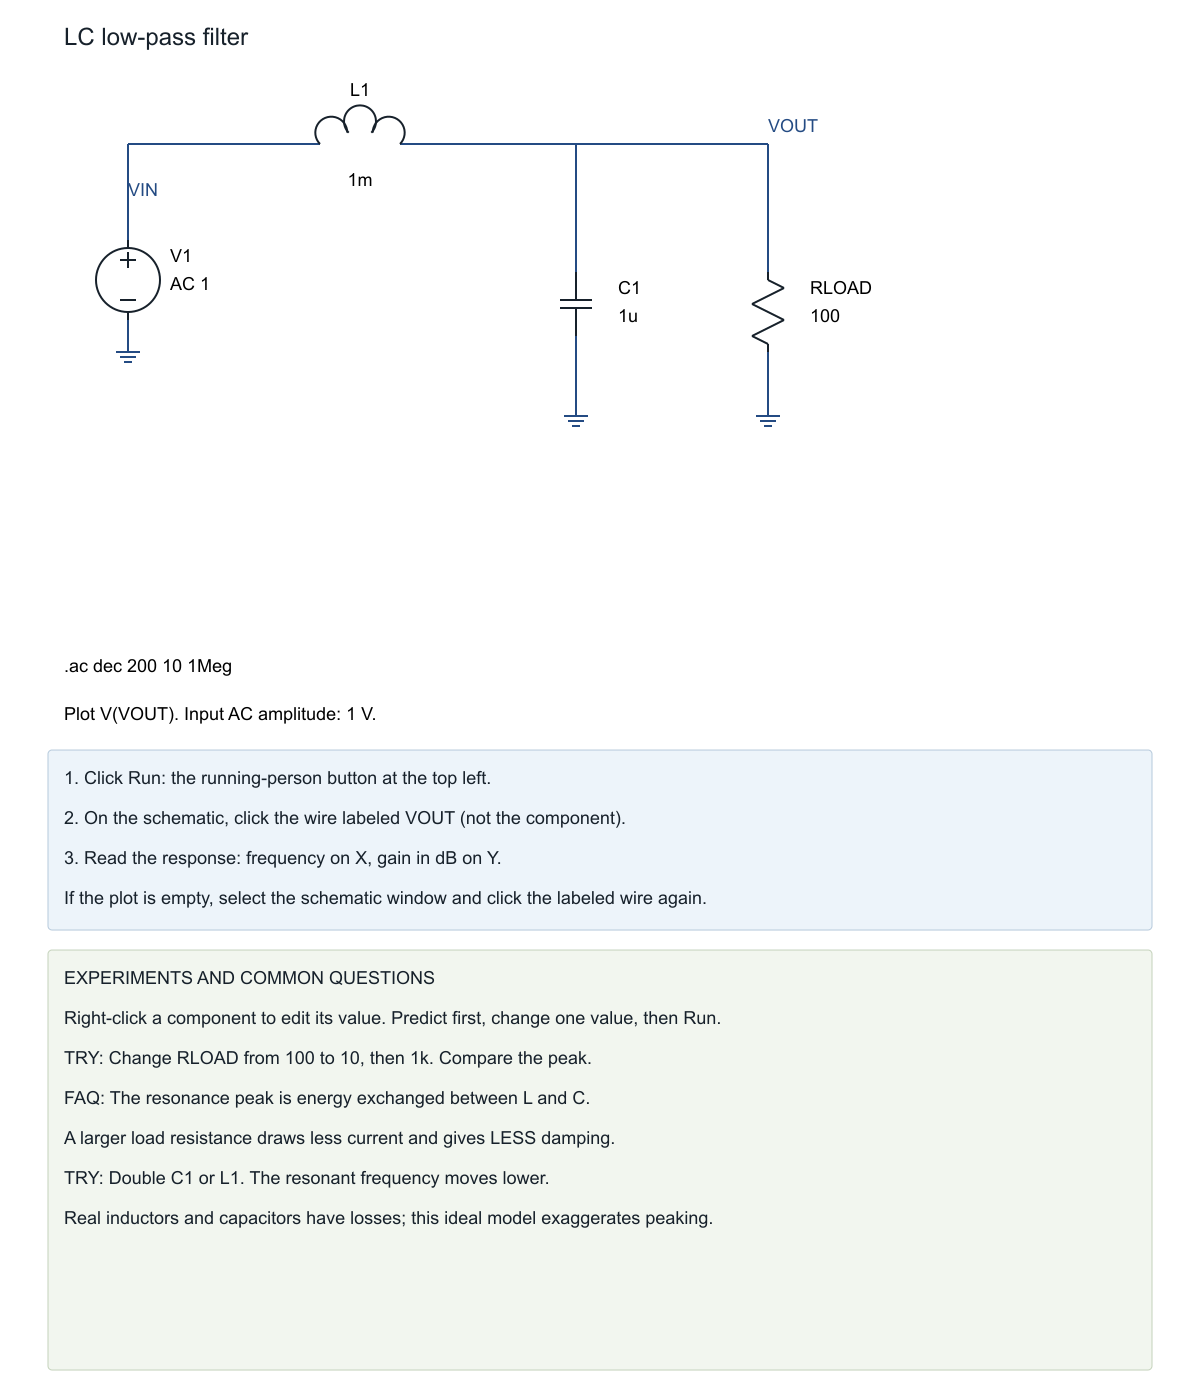 LC low-pass filter
L1
1m
VOUT
VIN
V1
AC 1
C1
1u
RLOAD
100
.ac dec 200 10 1Meg
Plot V(VOUT). Input AC amplitude: 1 V.
1. Click Run: the running-person button at the top left.
2. On the schematic, click the wire labeled VOUT (not the component).
3. Read the response: frequency on X, gain in dB on Y.
If the plot is empty, select the schematic window and click the labeled wire again.
EXPERIMENTS AND COMMON QUESTIONS
Right-click a component to edit its value. Predict first, change one value, then Run.
TRY: Change RLOAD from 100 to 10, then 1k. Compare the peak.
FAQ: The resonance peak is energy exchanged between L and C.
A larger load resistance draws less current and gives LESS damping.
TRY: Double C1 or L1. The resonant frequency moves lower.
Real inductors and capacitors have losses; this ideal model exaggerates peaking.